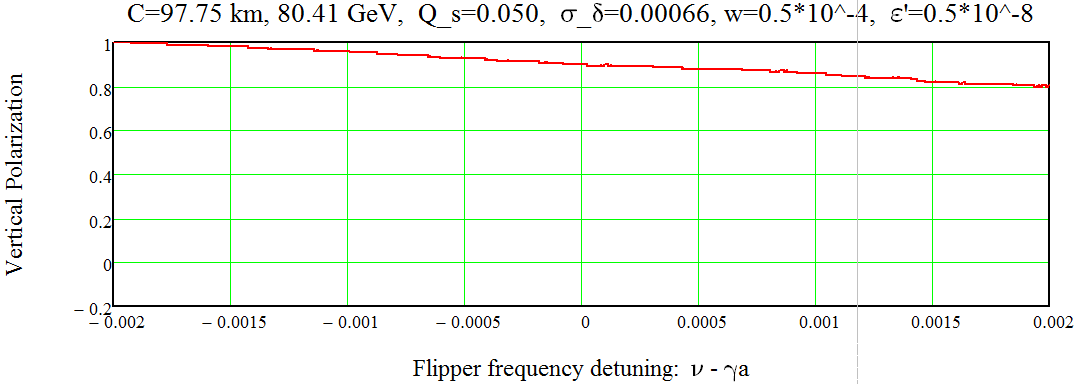 C=97.75 km, 80.41 GeV, Q_s=0.050, σ_δ=0.00066, w=0.5*10^-4, ε'=0.5*10^-8
Vertical Polarization
1
0.8
0.6
0.4
0.2
0
− 0.2
− 0.002 − 0.0015 − 0.001 − 0.0005 0 0.0005 0.001 0.0015 0.002
Flipper frequency detuning: ν - γa